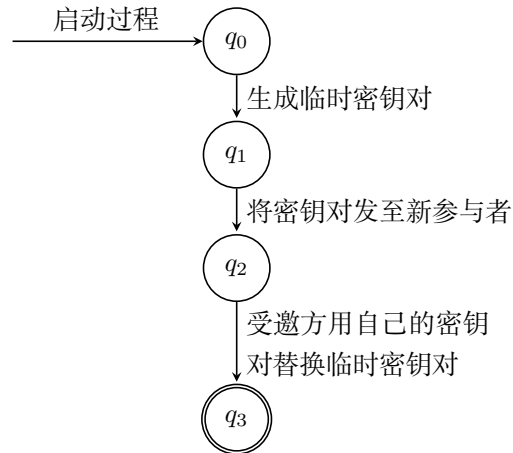 启动过程
q0
生成临时密钥对
q1
将密钥对发至新参与者
q2
受邀方用自己的密钥
对替换临时密钥对
q3